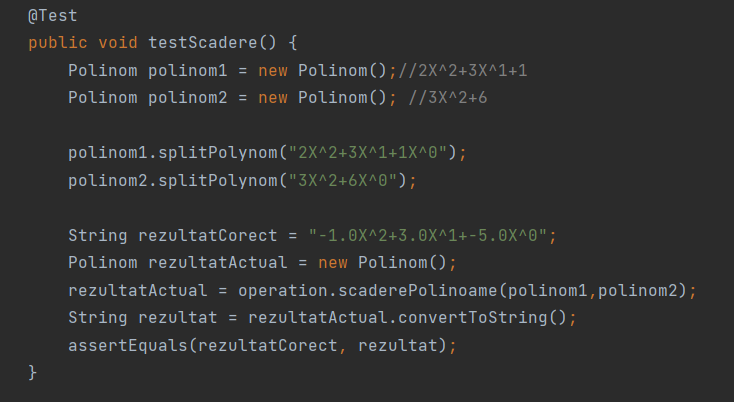 @Test
public void testScadere() {
    Polinom polinom1 = new Polinom();//2X^2+3X^1+1
    Polinom polinom2 = new Polinom(); //3X^2+6
    polinom1.splitPolynom("2X^2+3X^1+1X^0");
    polinom2.splitPolynom("3X^2+6X^0");
    String rezultatCorect = "-1.0X^2+3.0X^1+-5.0X^0";
    Polinom rezultatActual = new Polinom();
    rezultatActual = operation.scaderePolinoame(polinom1,polinom2);
    String rezultat = rezultatActual.convertToString();
    assertEquals(rezultatCorect, rezultat);
}